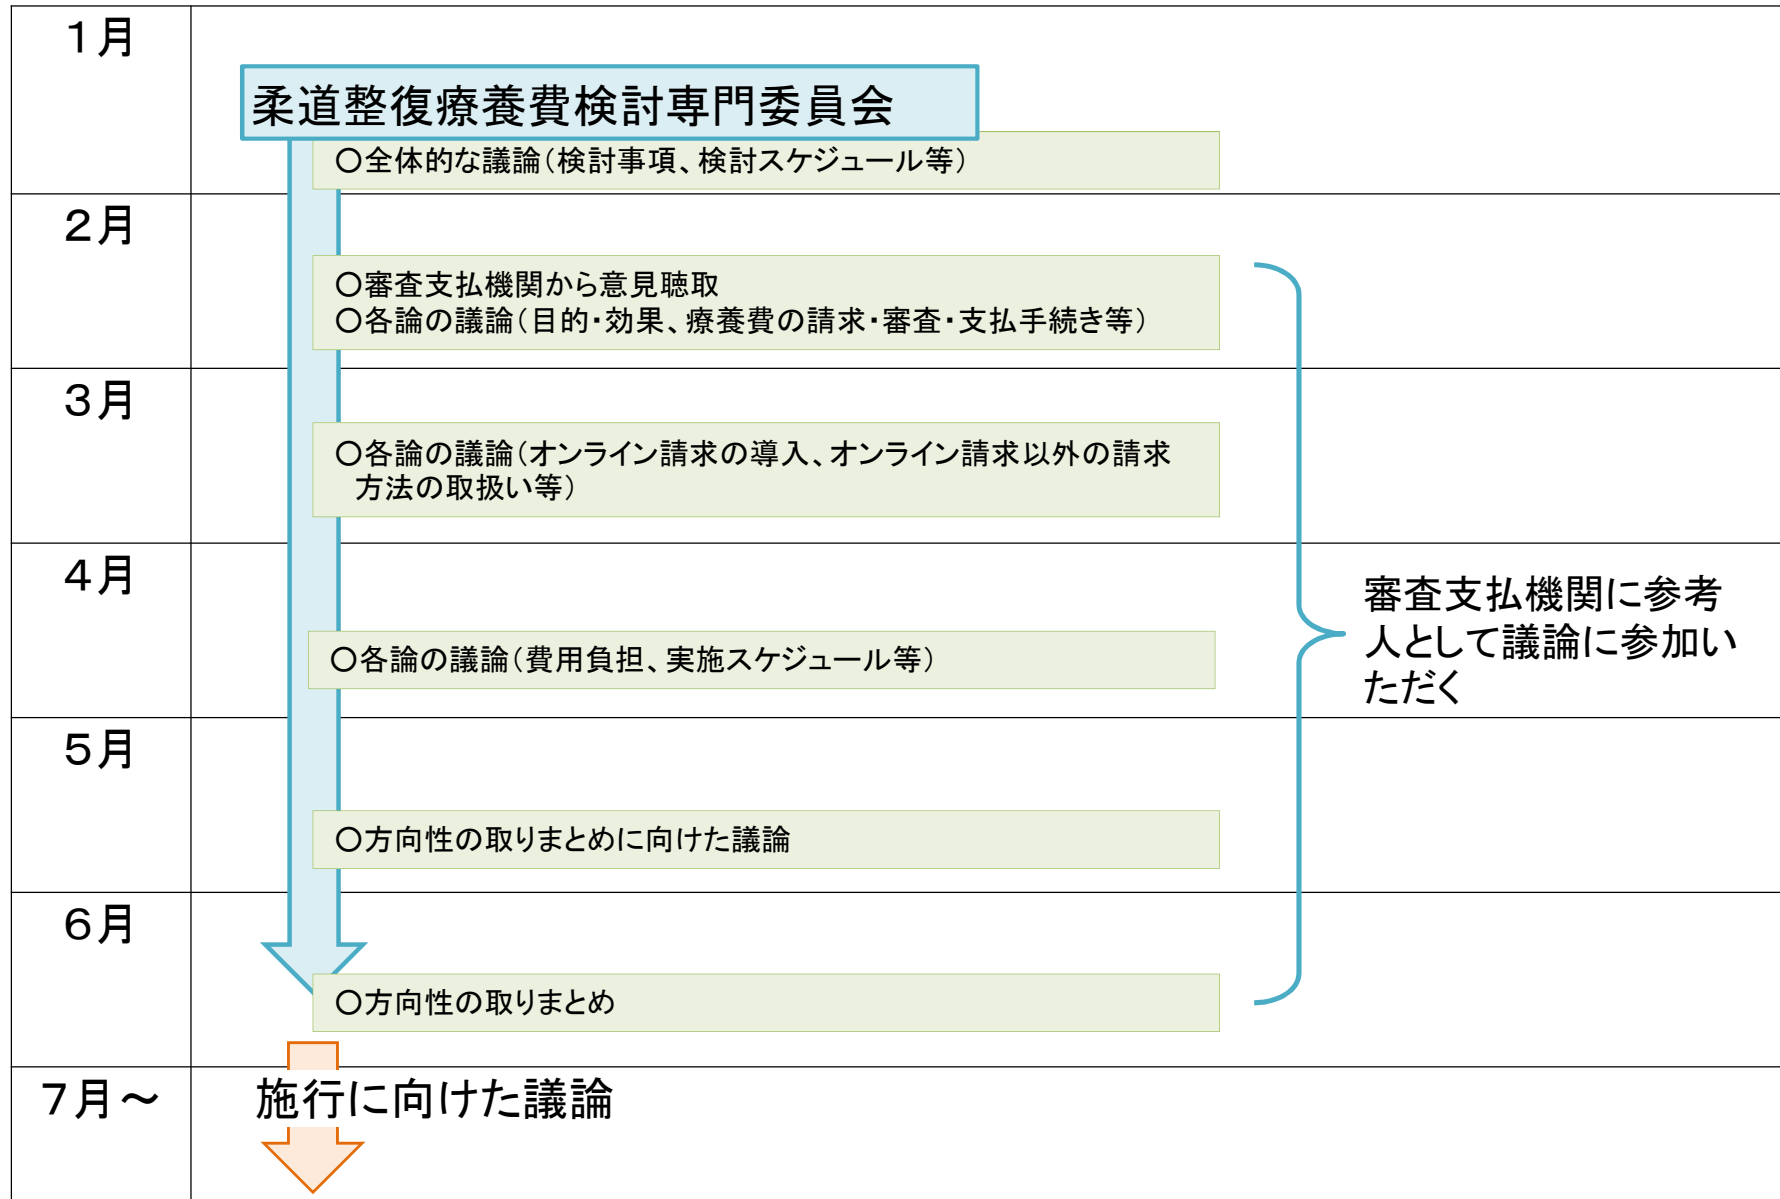 1月
柔道整復療養費検討専門委員会
○全体的な議論（検討事項、検討スケジュール等）
2月
○審査支払機関から意見聴取
○各論の議論（目的・効果、療養費の請求・審査・支払手続き等）
3月
○各論の議論（オンライン請求の導入、オンライン請求以外の請求
方法の取扱い等）
4月
○各論の議論（費用負担、実施スケジュール等）
審査支払機関に参考
人として議論に参加い
ただく
5月
○方向性の取りまとめに向けた議論
6月
○方向性の取りまとめ
7月～
施行に向けた議論